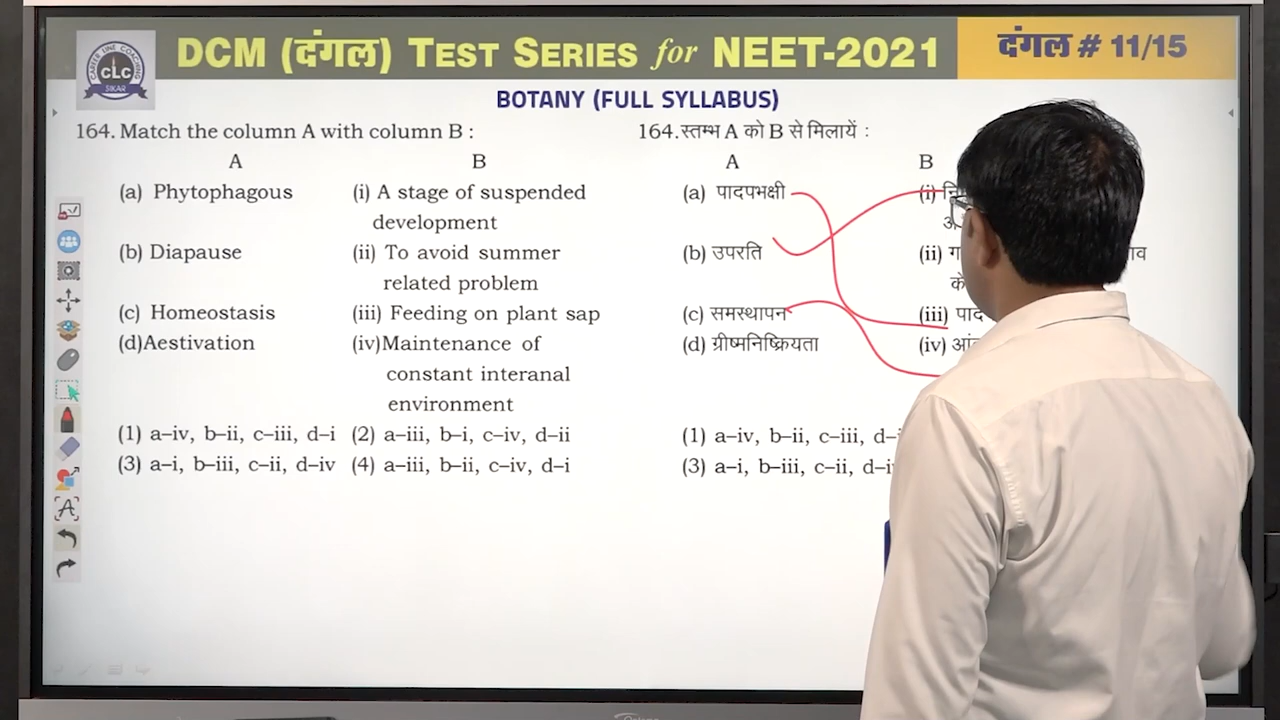 CAREER LINE COACHING
CLC
SIKAR
DCM (दंगल) TEST SERIES for NEET-2021
दंगल # 11/15
BOTANY (FULL SYLLABUS)
164. Match the column A with column B :
A B
(a) Phytophagous (i) A stage of suspended
development
(b) Diapause (ii) To avoid summer
related problem
(c) Homeostasis (iii) Feeding on plant sap
(d)Aestivation (iv)Maintenance of
constant interanal
environment
(1) a–iv, b–ii, c–iii, d–i (2) a–iii, b–i, c–iv, d–ii
(3) a–i, b–iii, c–ii, d–iv (4) a–iii, b–ii, c–iv, d–i
164.स्तम्भ A को B से मिलायें :
A B
(a) पादपभक्षी (i)
(b) उपरति (ii)
(c) समस्थापन (iii)
(d) ग्रीष्मनिष्क्रियता (iv)
(1) a–iv, b–ii, c–iii,
(3) a–i, b–iii, c–ii,